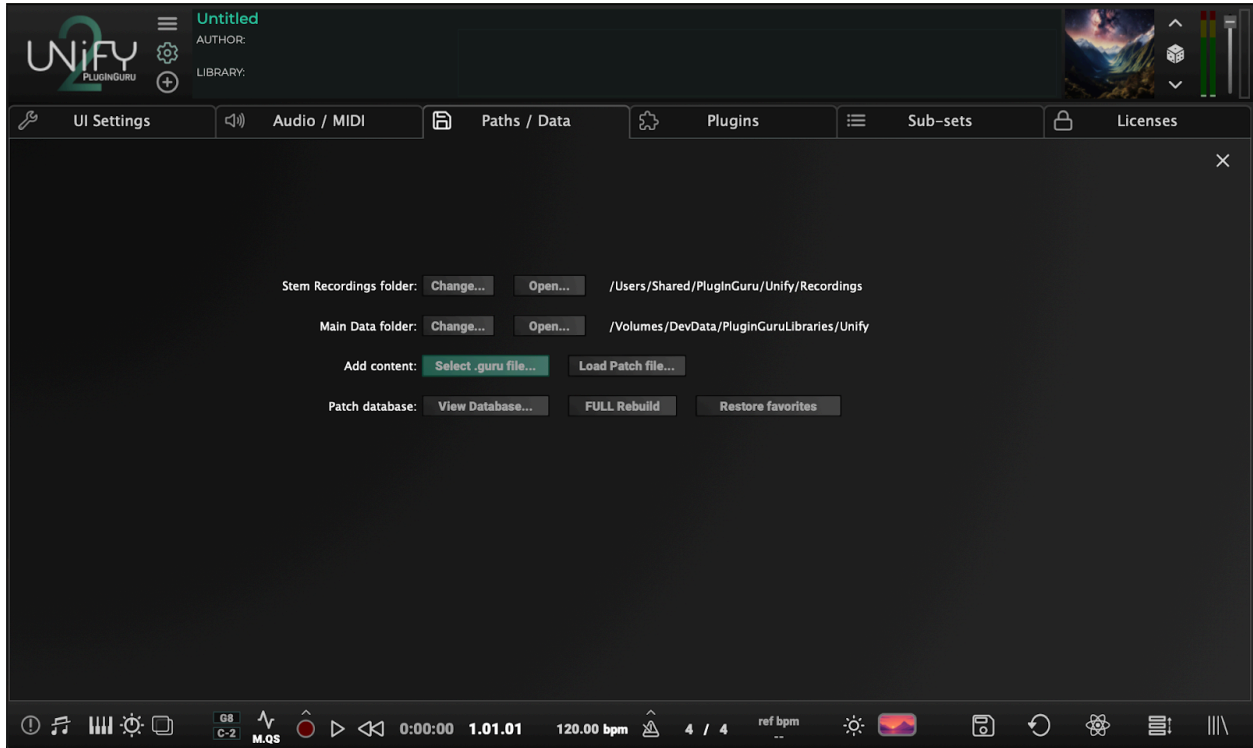 UNiFY
2
PlugInGuru
Untitled
AUTHOR:
LIBRARY:
UI Settings
Audio / MIDI
Paths / Data
Plugins
Sub-sets
Licenses
Stem Recordings folder: Change... Open... /Users/Shared/PlugInGuru/Unify/Recordings
Main Data folder: Change... Open... /Volumes/DevData/PluginGuruLibraries/Unify
Add content: Select .guru file... Load Patch file...
Patch database: View Database... FULL Rebuild Restore favorites
G8
C-2
M.QS
0:00:00
1.01.01
120.00 bpm
4 / 4
ref bpm
--